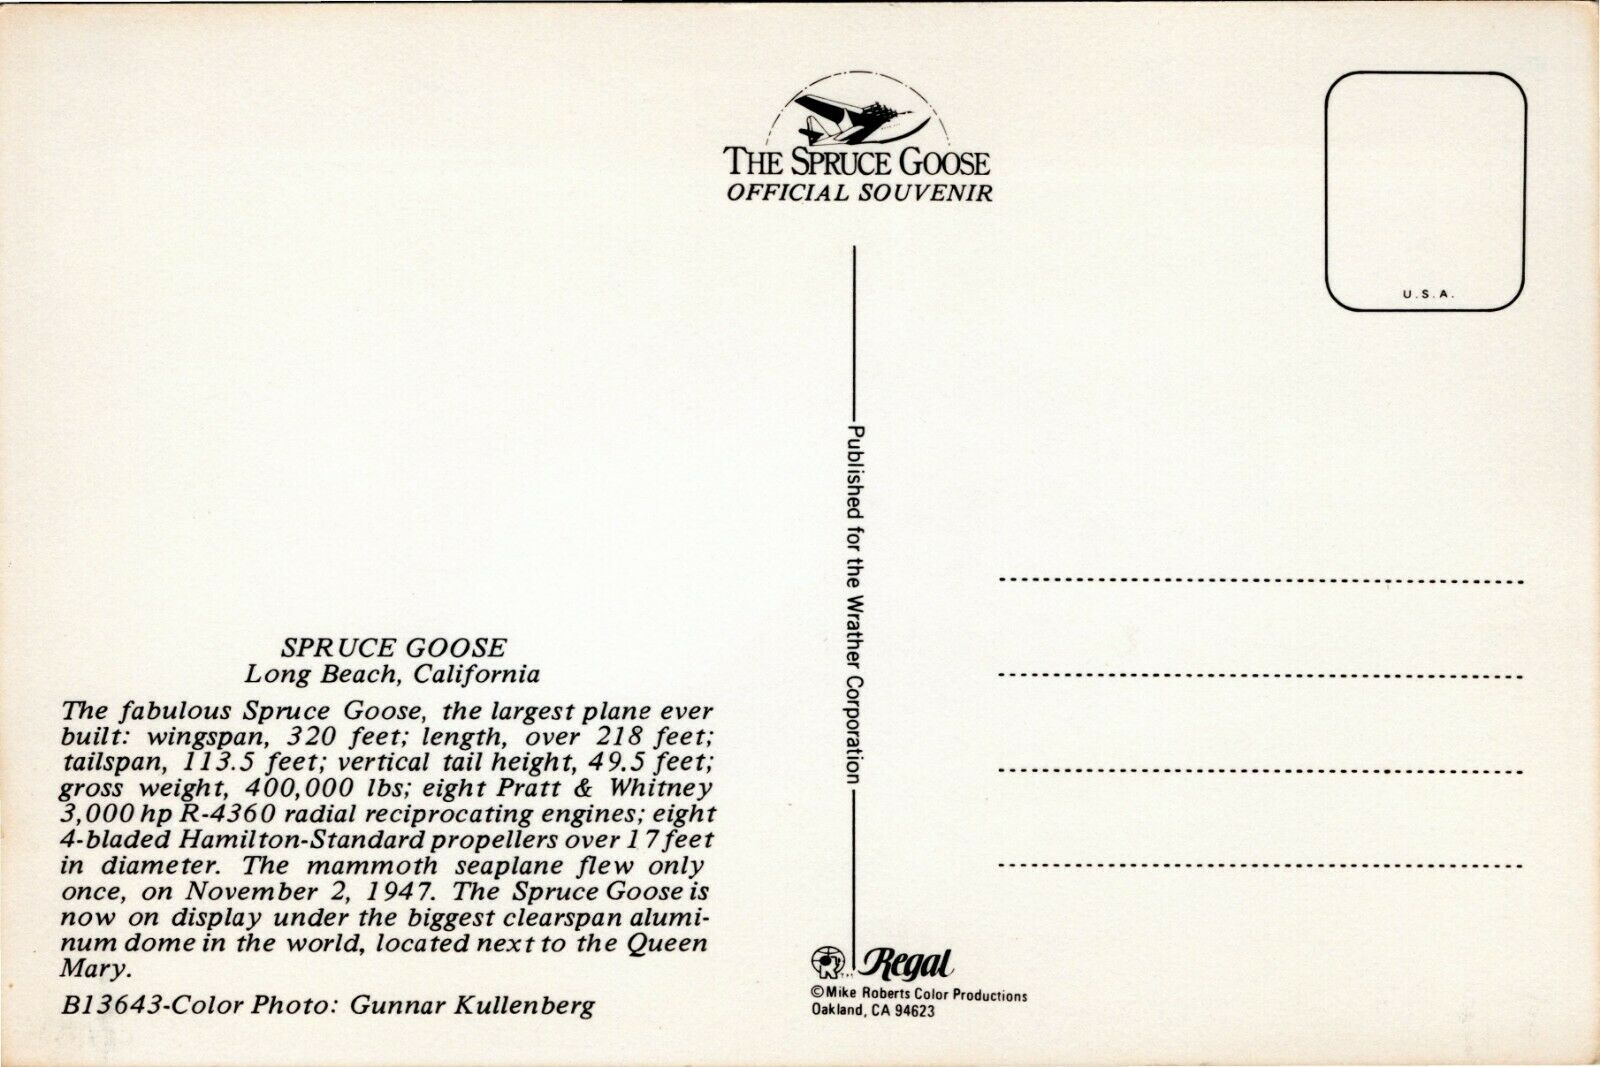 THE SPRUCE GOOSE
OFFICIAL SOUVENIR
U.S.A.
Published for the Wrather Corporation
SPRUCE GOOSE
Long Beach, California
The fabulous Spruce Goose, the largest plane ever
built: wingspan, 320 feet; length, over 218 feet;
tailspan, 113.5 feet; vertical tail height, 49.5 feet;
gross weight, 400,000 lbs; eight Pratt & Whitney
3,000 hp R-4360 radial reciprocating engines; eight
4-bladed Hamilton-Standard propellers over 17 feet
in diameter. The mammoth seaplane flew only
once, on November 2, 1947. The Spruce Goose is
now on display under the biggest clearspan alumi-
num dome in the world, located next to the Queen
Mary.
B13643-Color Photo: Gunnar Kullenberg
Regal
©Mike Roberts Color Productions
Oakland, CA 94623